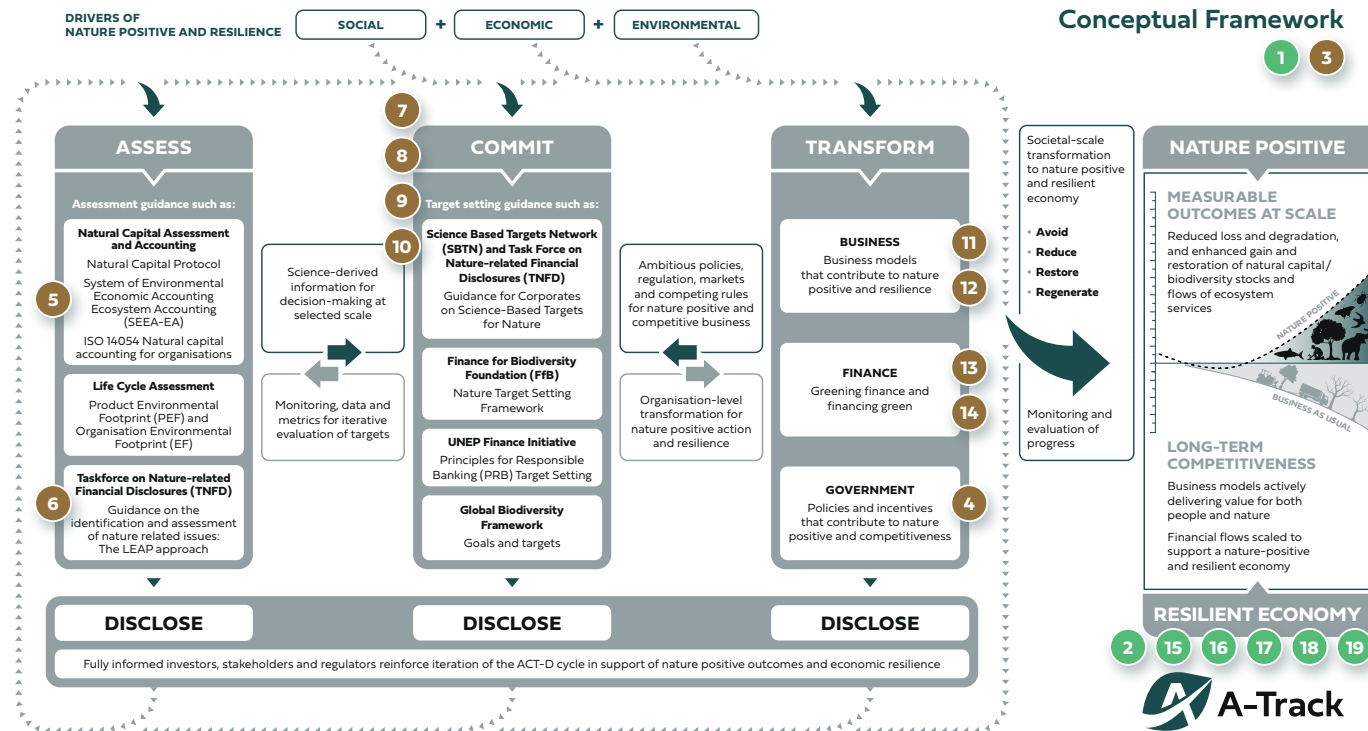 DRIVERS OF
NATURE POSITIVE AND RESILIENCE
SOCIAL
+
ECONOMIC
+
ENVIRONMENTAL
Conceptual Framework
1
3
7
8
9
10
ASSESS
Assessment guidance such as:
Natural Capital Assessment
and Accounting
Natural Capital Protocol
System of Environmental
Economic Accounting
Ecosystem Accounting
(SEEA-EA)
ISO 14054 Natural capital
accounting for organisations
5
Life Cycle Assessment
Product Environmental
Footprint (PEF) and
Organisation Environmental
Footprint (EF)
Taskforce on Nature-related
Financial Disclosures (TNFD)
Guidance on the
identification and assessment
of nature related issues:
The LEAP approach
6
Science-derived
information for
decision-making at
selected scale
Monitoring, data and
metrics for iterative
evaluation of targets
COMMIT
Target setting guidance such as:
Science Based Targets Network
(SBTN) and Task Force on
Nature-related Financial
Disclosures (TNFD)
Guidance for Corporates
on Science-Based Targets
for Nature
Finance for Biodiversity
Foundation (FfB)
Nature Target Setting
Framework
UNEP Finance Initiative
Principles for Responsible
Banking (PRB) Target Setting
Global Biodiversity
Framework
Goals and targets
Ambitious policies,
regulation, markets
and competing rules
for nature positive and
competitive business
Organisation-level
transformation for
nature positive action
and resilience
TRANSFORM
BUSINESS
Business models
that contribute to nature
positive and resilience
11
12
FINANCE
Greening finance and
financing green
13
14
GOVERNMENT
Policies and incentives
that contribute to nature
positive and competitiveness
4
Societal-scale
transformation
to nature positive
and resilient
economy
• Avoid
• Reduce
• Restore
• Regenerate
Monitoring and
evaluation of
progress
NATURE POSITIVE
MEASURABLE
OUTCOMES AT SCALE
Reduced loss and degradation,
and enhanced gain and
restoration of natural capital/
biodiversity stocks and
flows of ecosystem
services
NATURE POSITIVE
BUSINESS AS USUAL
LONG-TERM
COMPETITIVENESS
Business models actively
delivering value for both
people and nature
Financial flows scaled to
support a nature-positive
and resilient economy
RESILIENT ECONOMY
2
15
16
17
18
19
DISCLOSE
DISCLOSE
DISCLOSE
Fully informed investors, stakeholders and regulators reinforce iteration of the ACT-D cycle in support of nature positive outcomes and economic resilience
A-Track